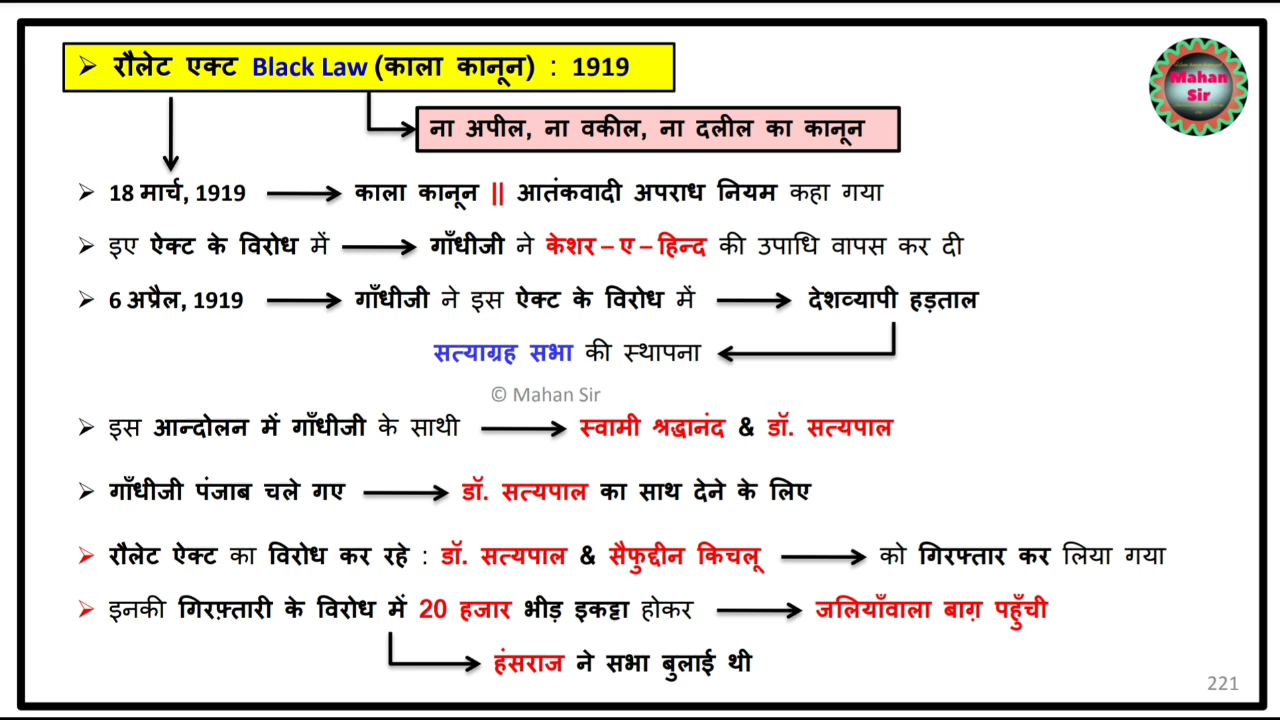 ➢ रौलेट एक्ट Black Law (काला कानून) : 1919
Mahan
Sir
ना अपील, ना वकील, ना दलील का कानून
➢ 18 मार्च, 1919 काला कानून || आतंकवादी अपराध नियम कहा गया
➢ इए ऐक्ट के विरोध में गाँधीजी ने केशर – ए – हिन्द की उपाधि वापस कर दी
➢ 6 अप्रैल, 1919 गाँधीजी ने इस ऐक्ट के विरोध में देशव्यापी हड़ताल
सत्याग्रह सभा की स्थापना
© Mahan Sir
➢ इस आन्दोलन में गाँधीजी के साथी स्वामी श्रद्धानंद & डॉ. सत्यपाल
➢ गाँधीजी पंजाब चले गए डॉ. सत्यपाल का साथ देने के लिए
➢ रौलेट ऐक्ट का विरोध कर रहे : डॉ. सत्यपाल & सैफुद्दीन किचलू को गिरफ्तार कर लिया गया
➢ इनकी गिरफ़्तारी के विरोध में 20 हजार भीड़ इकट्टा होकर जलियाँवाला बाग़ पहुँची
हंसराज ने सभा बुलाई थी
221